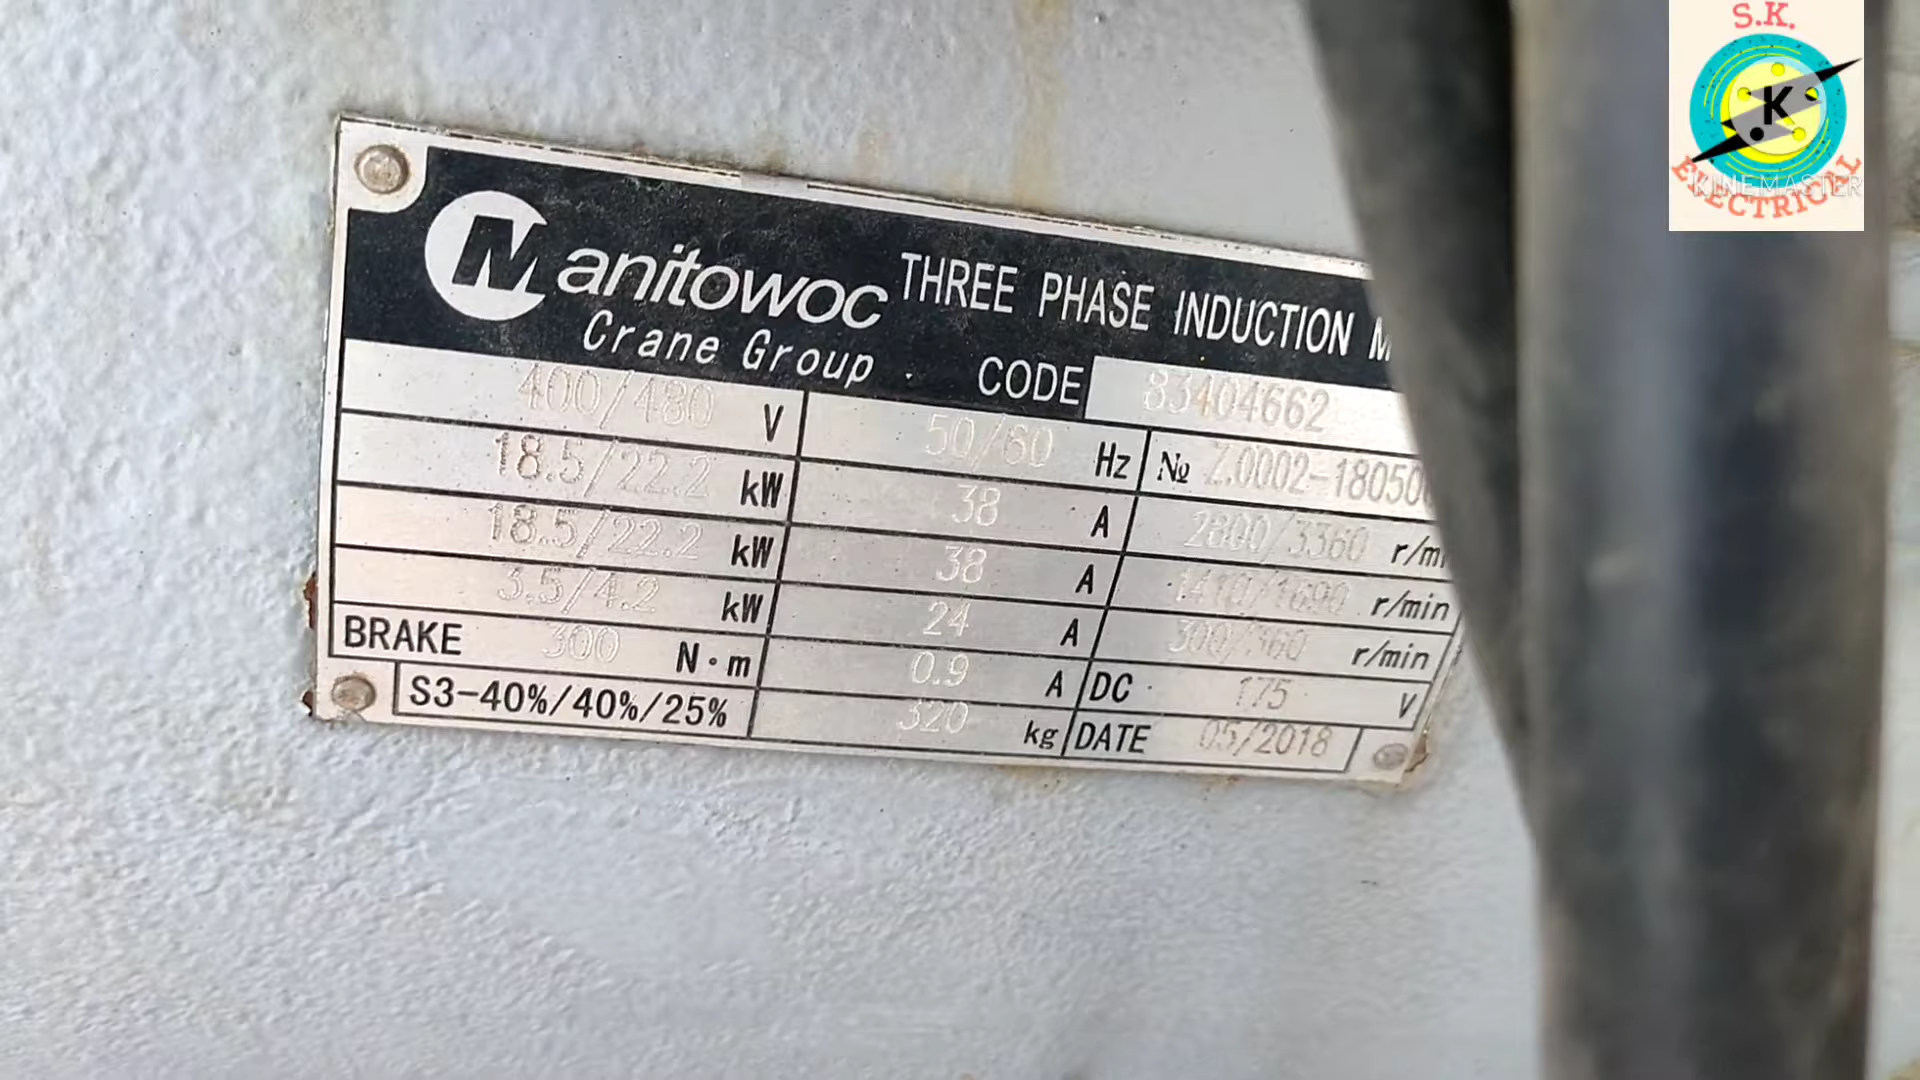 S.K.
K
ELECTRICAL
KINEMASTER
Manitowoc THREE PHASE INDUCTION
Crane Group CODE 83404662
400/480 V 50/60 Hz № Z.0002-18050
18.5/22.2 kW 38 A 2800/3360 r/m
18.5/22.2 kW 38 A 1410/1690 r/min
3.5/4.2 kW 24 A 300/360 r/min
BRAKE 300 N·m 0.9 A DC 175 V
S3-40%/40%/25% 320 kg DATE 05/2018